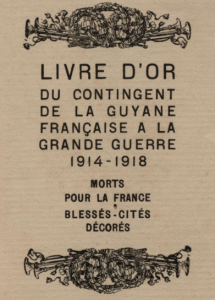 LIVRE D'OR
DU CONTINGENT
DE LA GUYANE
FRANÇAISE A LA
GRANDE GUERRE
1914-1918
MORTS
POUR LA FRANCE
BLESSÉS-CITÉS
DÉCORÉS